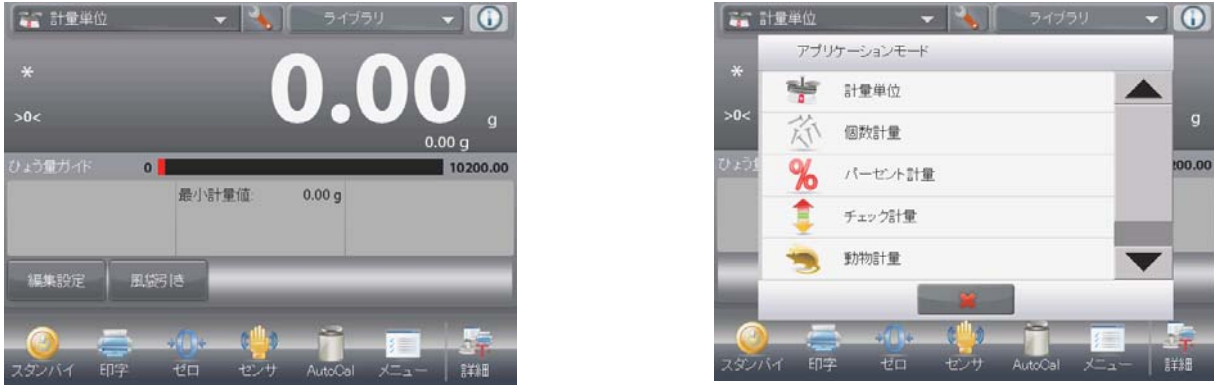 計量単位 ライブラリ
*
0.00
>0<
g
0.00 g
ひょう量ガイド 0 10200.00
最小計量値: 0.00 g
編集設定 風袋引き
スタンバイ 印字 ゼロ センサ AutoCal メニュー 詳細
計量単位 ライブラリ
アプリケーションモード
*
計量単位
>0<
g
個数計量
ひょう
00.00
パーセント計量
チェック計量
動物計量
スタンバイ 印字 ゼロ センサ AutoCal メニュー 詳細